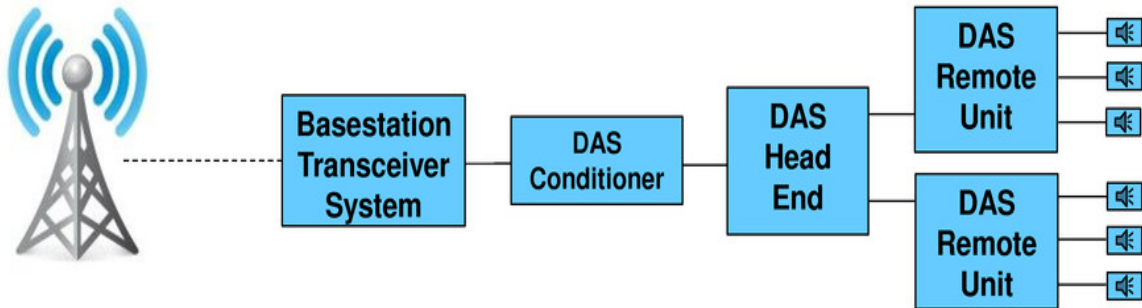 Basestation
Transceiver
System
DAS
Conditioner
DAS
Head
End
DAS
Remote
Unit
DAS
Remote
Unit